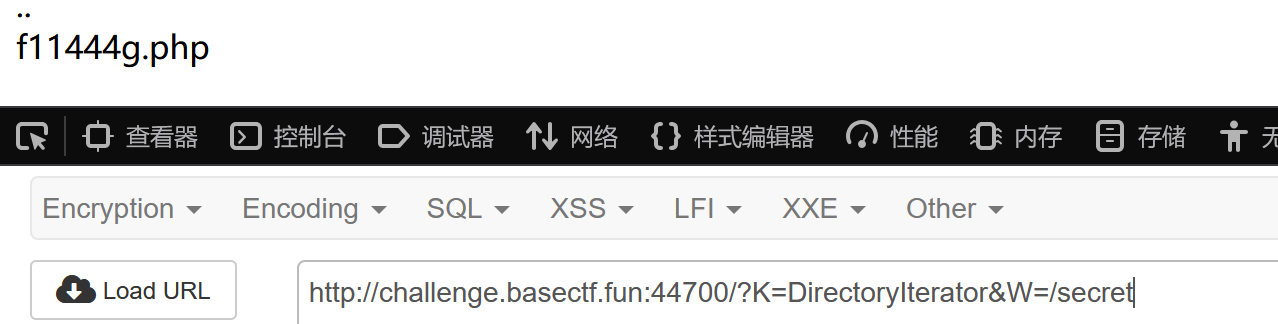 ..
f11444g.php
查看器 控制台 调试器 网络 样式编辑器 性能 内存 存储
Encryption Encoding SQL XSS LFI XXE Other
Load URL http://challenge.basectf.fun:44700/?K=DirectoryIterator&W=/secret